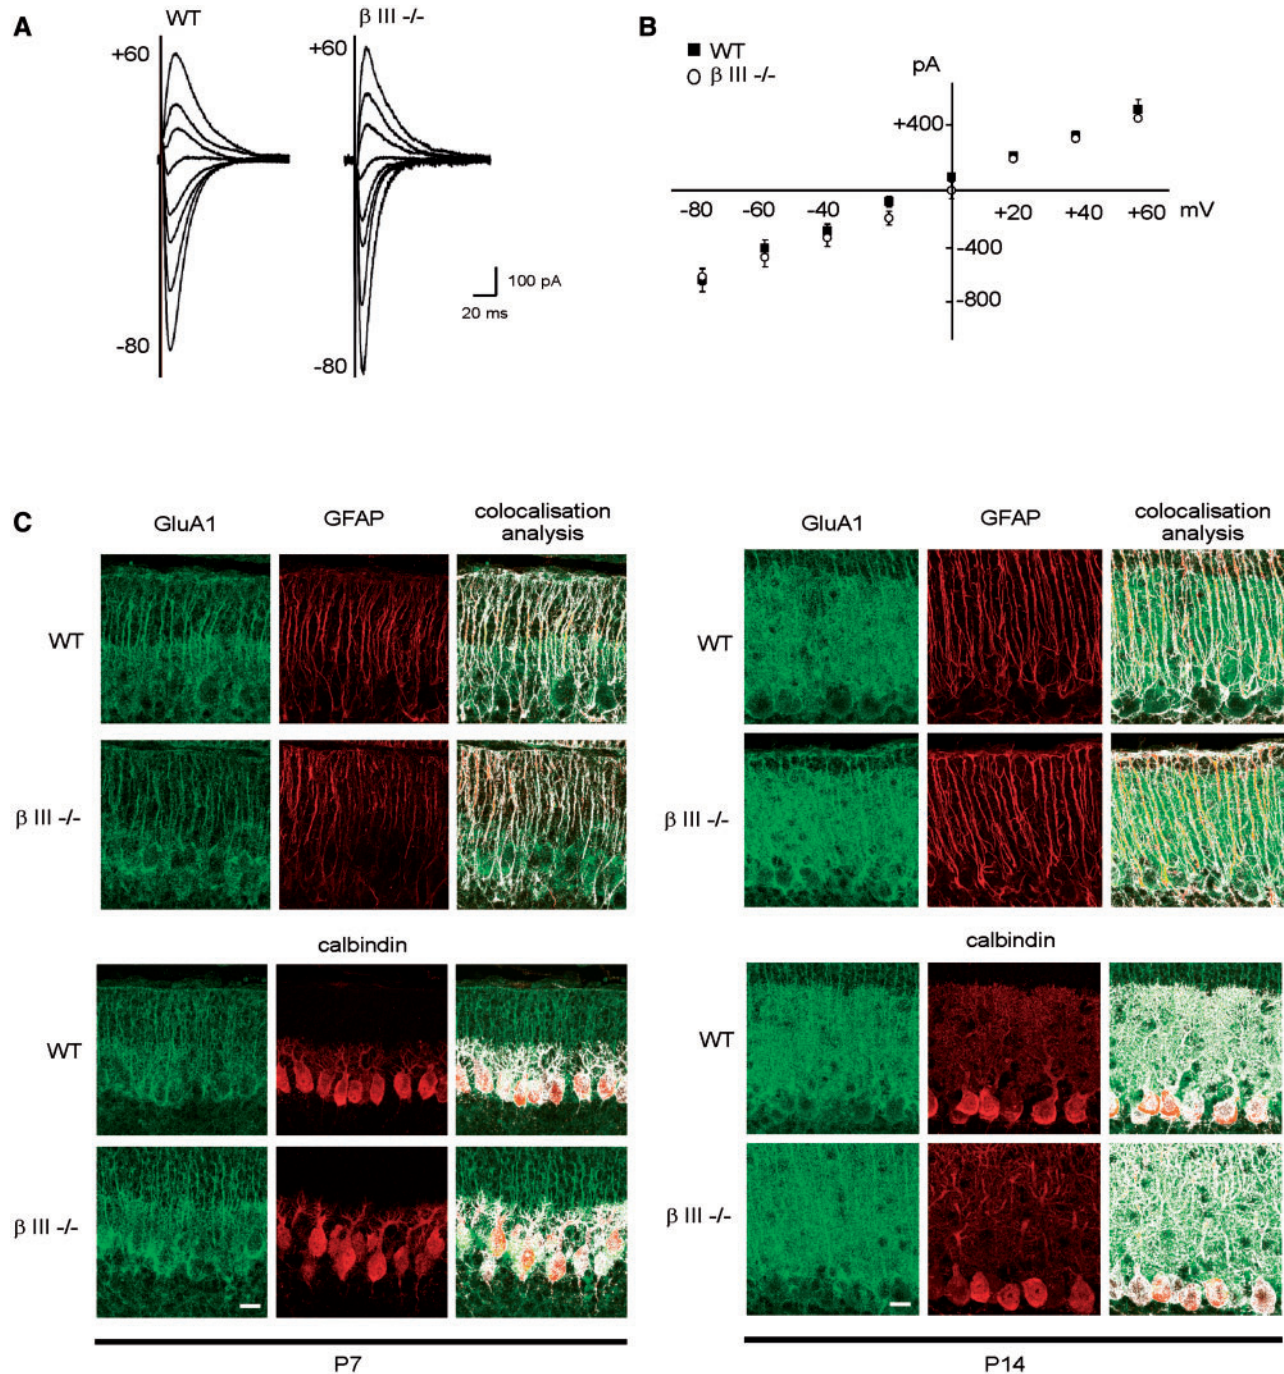 A
WT
β III -/-
+60
+60
-80
-80
100 pA
20 ms
B
WT
β III -/-
pA
+400
-80
-60
-40
+20
+40
+60
mV
-400
-800
C
GluA1
GFAP
colocalisation
analysis
WT
β III -/-
calbindin
WT
β III -/-
P7
GluA1
GFAP
colocalisation
analysis
WT
β III -/-
calbindin
WT
β III -/-
P14